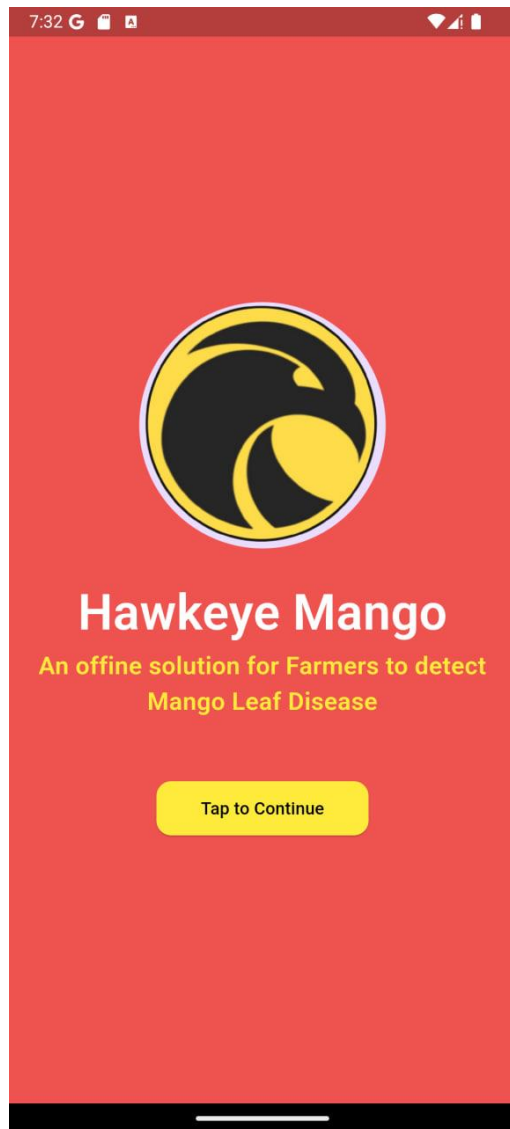 7:32 G A
Hawkeye Mango
An offine solution for Farmers to detect
Mango Leaf Disease
Tap to Continue